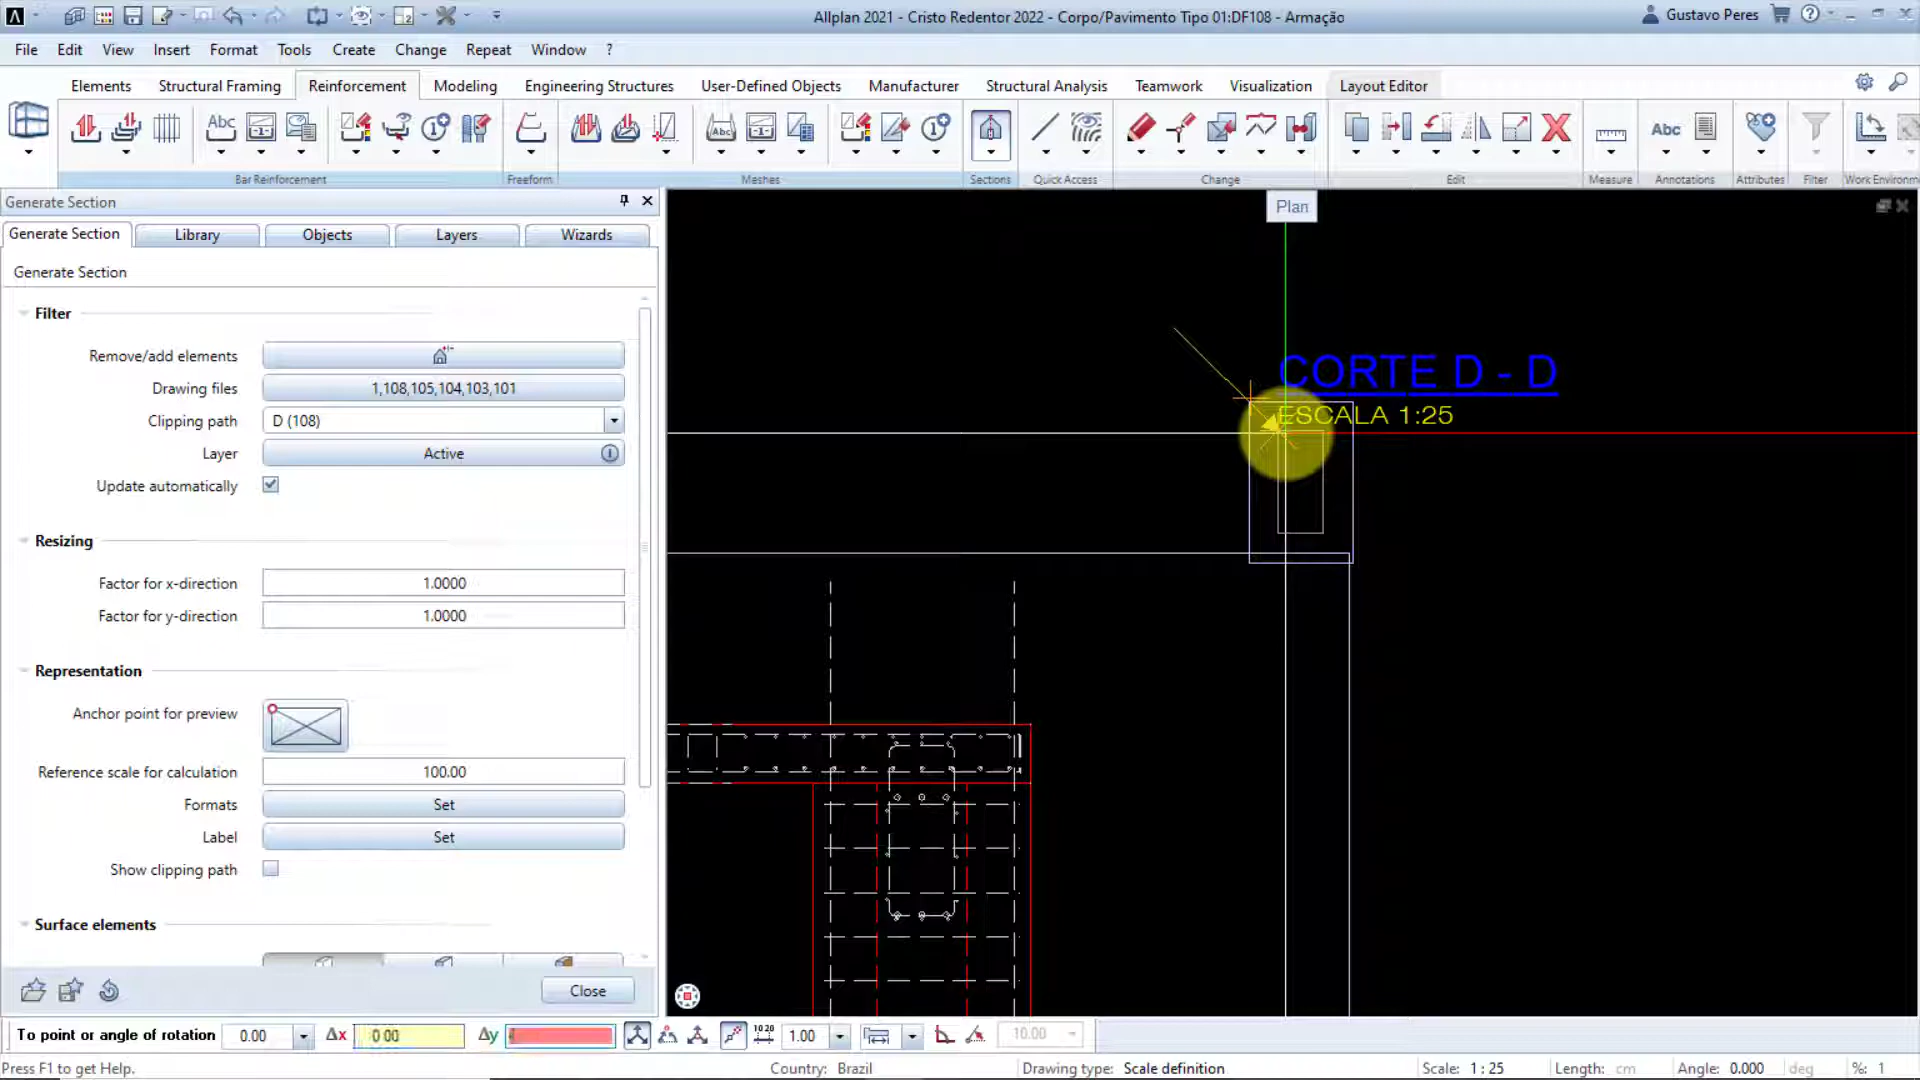 Allplan 2021 - Cristo Redentor 2022 - Corpo/Pavimento Tipo 01:DF108 - Armação
Gustavo Peres
File Edit View Insert Format Tools Create Change Repeat Window ?
Elements Structural Framing Reinforcement Modeling Engineering Structures User-Defined Objects Manufacturer Structural Analysis Teamwork Visualization Layout Editor
Abc
Abc
Abc
Bar Reinforcement Freeform Meshes Sections Quick Access Change Edit Measure Annotations Attributes Filter Work Environm
Generate Section
Plan
Generate Section Library Objects Layers Wizards
Generate Section
Filter
Remove/add elements
Drawing files 1,108,105,104,103,101
Clipping path D (108)
Layer Active
Update automatically
Resizing
Factor for x-direction 1.0000
Factor for y-direction 1.0000
Representation
Anchor point for preview
Reference scale for calculation 100.00
Formats Set
Label Set
Show clipping path
Surface elements
Close
CORTE D - D
ESCALA 1:25
To point or angle of rotation 0.00 Δx 0.00 Δy 10 20 1.00 10.00
Press F1 to get Help. Country: Brazil Drawing type: Scale definition Scale: 1 : 25 Length: cm Angle: 0.000 deg %: 1